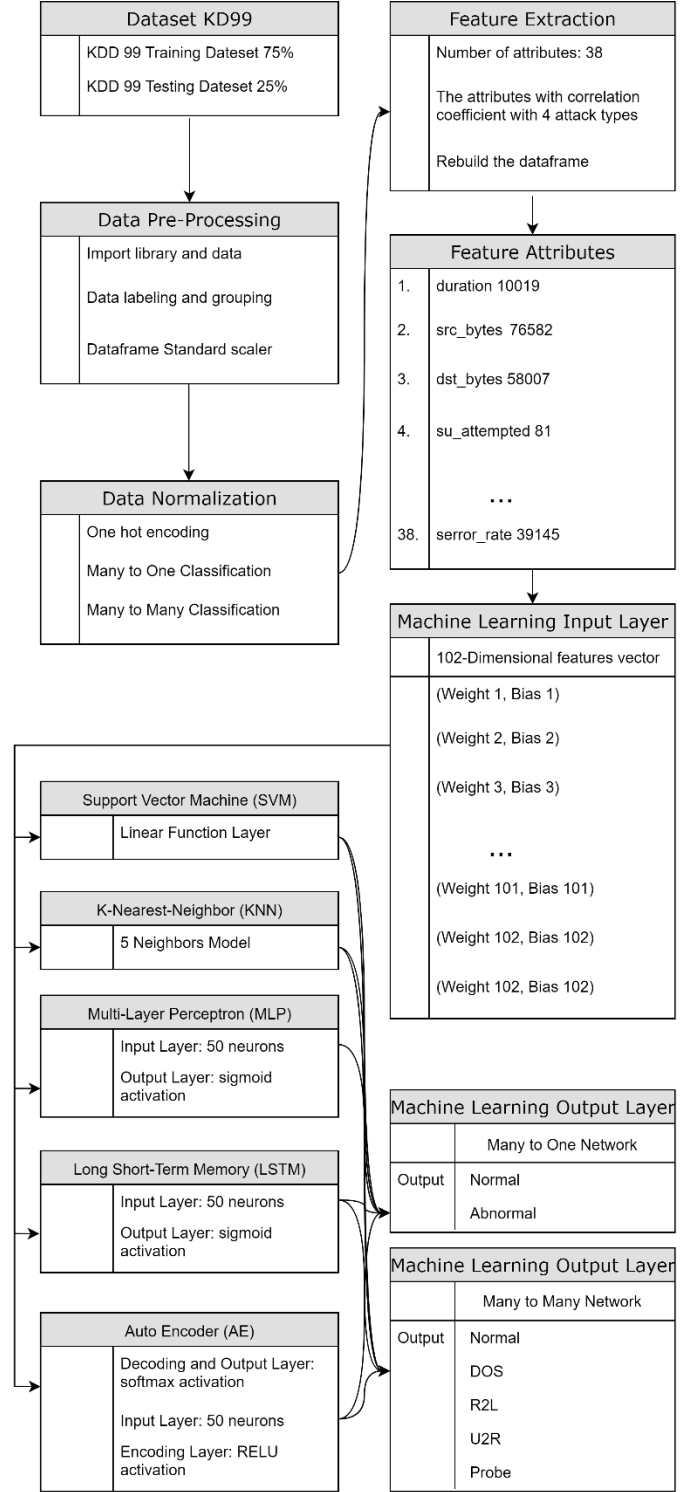 Dataset KD99
KDD 99 Training Dateset 75%
KDD 99 Testing Dateset 25%
Data Pre-Processing
Import library and data
Data labeling and grouping
Dataframe Standard scaler
Data Normalization
One hot encoding
Many to One Classification
Many to Many Classification
Feature Extraction
Number of attributes: 38
The attributes with correlation
coefficient with 4 attack types
Rebuild the dataframe
Feature Attributes
1. duration 10019
2. src_bytes 76582
3. dst_bytes 58007
4. su_attempted 81
...
38. serror_rate 39145
Machine Learning Input Layer
102-Dimensional features vector
(Weight 1, Bias 1)
(Weight 2, Bias 2)
(Weight 3, Bias 3)
...
(Weight 101, Bias 101)
(Weight 102, Bias 102)
(Weight 102, Bias 102)
Support Vector Machine (SVM)
Linear Function Layer
K-Nearest-Neighbor (KNN)
5 Neighbors Model
Multi-Layer Perceptron (MLP)
Input Layer: 50 neurons
Output Layer: sigmoid
activation
Long Short-Term Memory (LSTM)
Input Layer: 50 neurons
Output Layer: sigmoid
activation
Auto Encoder (AE)
Decoding and Output Layer:
softmax activation
Input Layer: 50 neurons
Encoding Layer: RELU
activation
Machine Learning Output Layer
Many to One Network
Output Normal
Abnormal
Machine Learning Output Layer
Many to Many Network
Output Normal
DOS
R2L
U2R
Probe